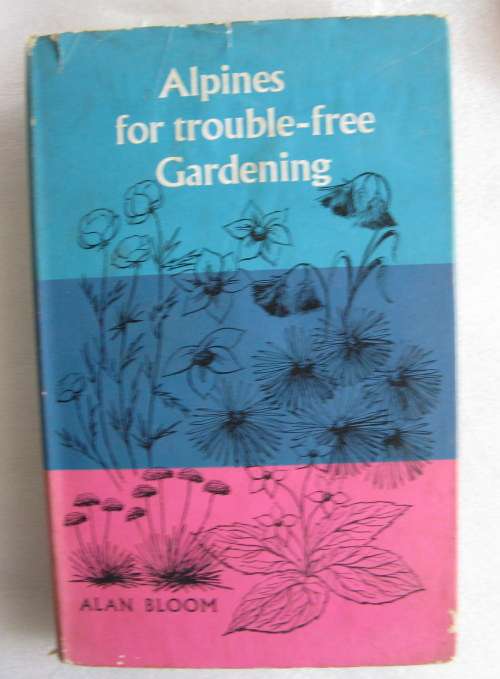 Alpines
for trouble-free
Gardening
ALAN BLOOM